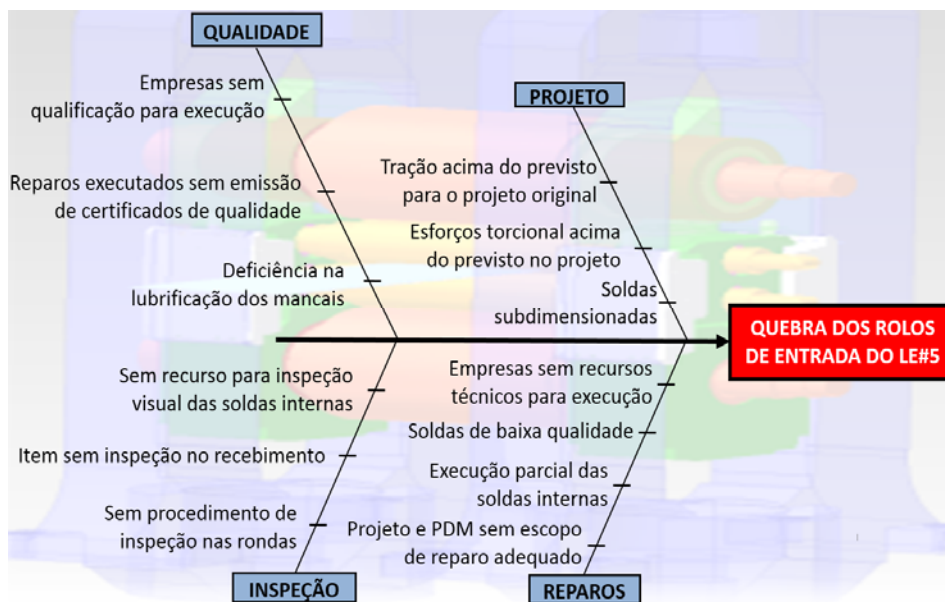 QUALIDADE
Empresas sem
qualificação para execução
Reparos executados sem emissão
de certificados de qualidade
Deficiência na
lubrificação dos mancais
PROJETO
Tração acima do previsto
para o projeto original
Esforços torcional acima
do previsto no projeto
Soldas
subdimensionadas
QUEBRA DOS ROLOS
DE ENTRADA DO LE#5
Sem recurso para inspeção
visual das soldas internas
Item sem inspeção no recebimento
Sem procedimento de
inspeção nas rondas
INSPEÇÃO
Empresas sem recursos
técnicos para execução
Soldas de baixa qualidade
Execução parcial das
soldas internas
Projeto e PDM sem escopo
de reparo adequado
REPAROS